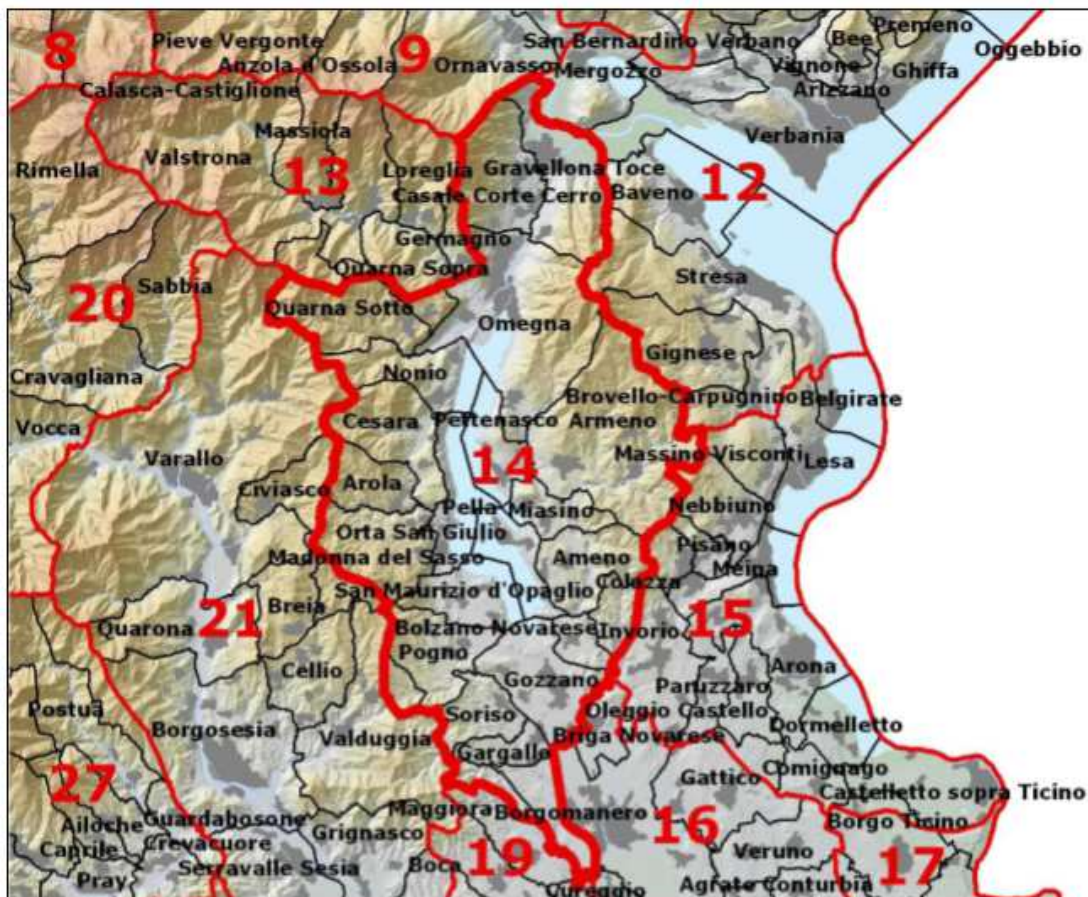 8
Pieve Vergonte
Anzola d'Ossola
9
Ornavasso
San Bernardino Verbano
Mergozzo
Bee
Premeno
Vignone
Ghiffa
Oggebbio
Arizzano
Calasca-Castiglione
Massiola
Verbania
Rimella
Valstrona
13
Loreglia
Gravellona Toce
Casale Corte Cerro
Baveno
12
Germagno
Quarna Sopra
Stresa
20
Sabbia
Quarna Sotto
Omegna
Cravagliana
Nonio
Gignese
Brovello-Carpugnino
Belgirate
Vocca
Cesara
Pettenasco
Armeno
Varallo
14
Massino Visconti
Lesa
Civiasco
Arola
Pella
Miasino
Nebbiuno
Orta San Giulio
Pisano
Madonna del Sasso
Ameno
Meina
Colazza
San Maurizio d'Opaglio
Breia
21
Quarona
Bolzano Novarese
Invorio
15
Pogno
Cellio
Arona
Gozzano
Paruzzaro
Postua
Soriso
Oleggio Castello
Borgosesia
Valduggia
Briga Novarese
Dormelletto
Gargallo
27
Gattico
Comignago
Castelletto sopra Ticino
Maggiora
Borgomanero
Guardabosone
Ailoche
Grignasco
16
Borgo Ticino
Crevacuore
Caprile
19
Veruno
17
Serravalle Sesia
Boca
Pray
Cureggio
Agrate Conturbia